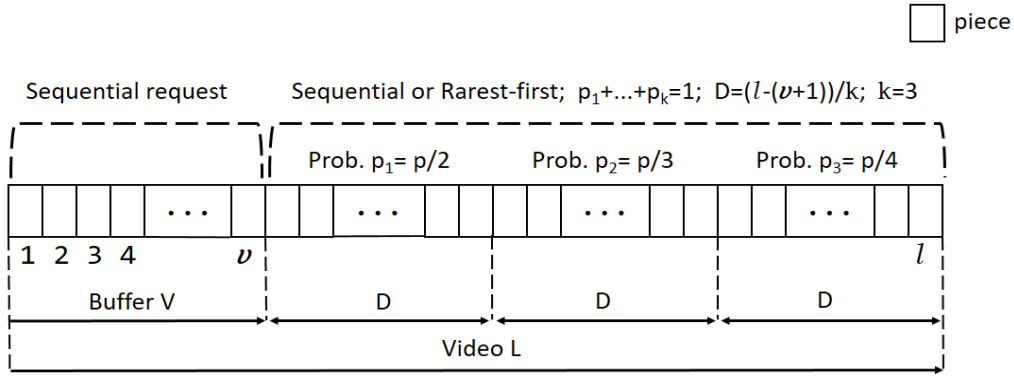 piece
Sequential request
Sequential or Rarest-first; p₁+...+pₖ=1; D=(l-(υ+1))/k; k=3
Prob. p₁= p/2
Prob. p₂= p/3
Prob. p₃= p/4
...
...
...
...
1 2 3 4 υ l
Buffer V
D
D
D
Video L